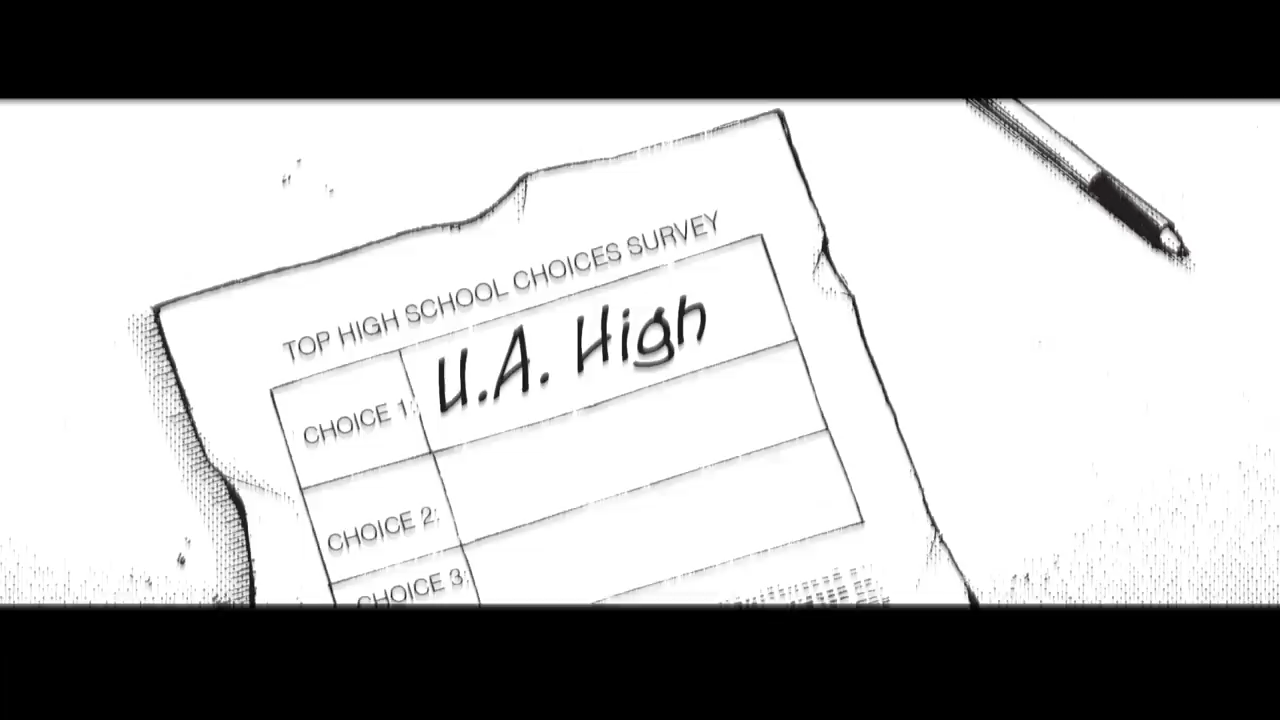 TOP HIGH SCHOOL CHOICES SURVEY
CHOICE 1: U.A. High
CHOICE 2:
CHOICE 3: